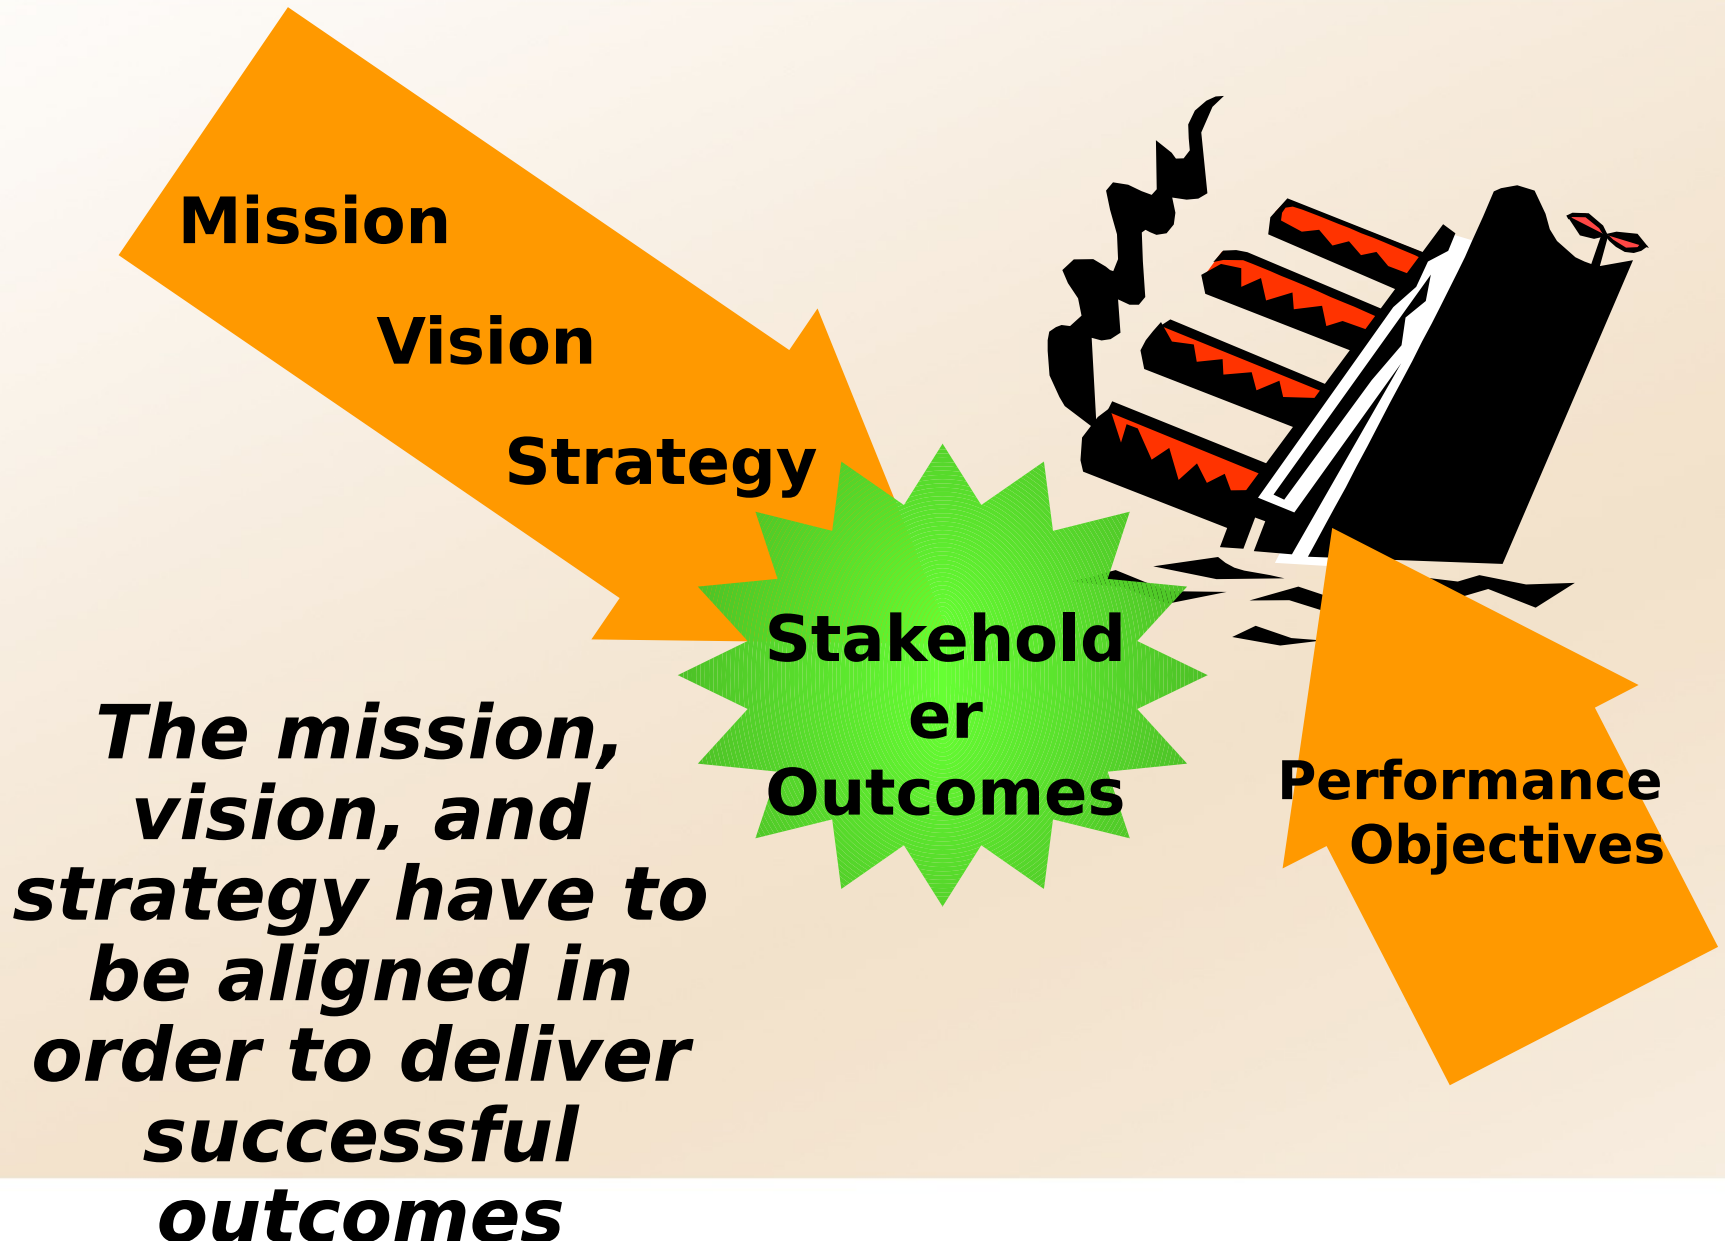 Mission
Vision
Strategy
Stakehold
er
Outcomes
Performance
Objectives
The mission,
vision, and
strategy have to
be aligned in
order to deliver
successful
outcomes